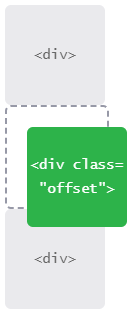 <div>
<div class=
"offset">
<div>